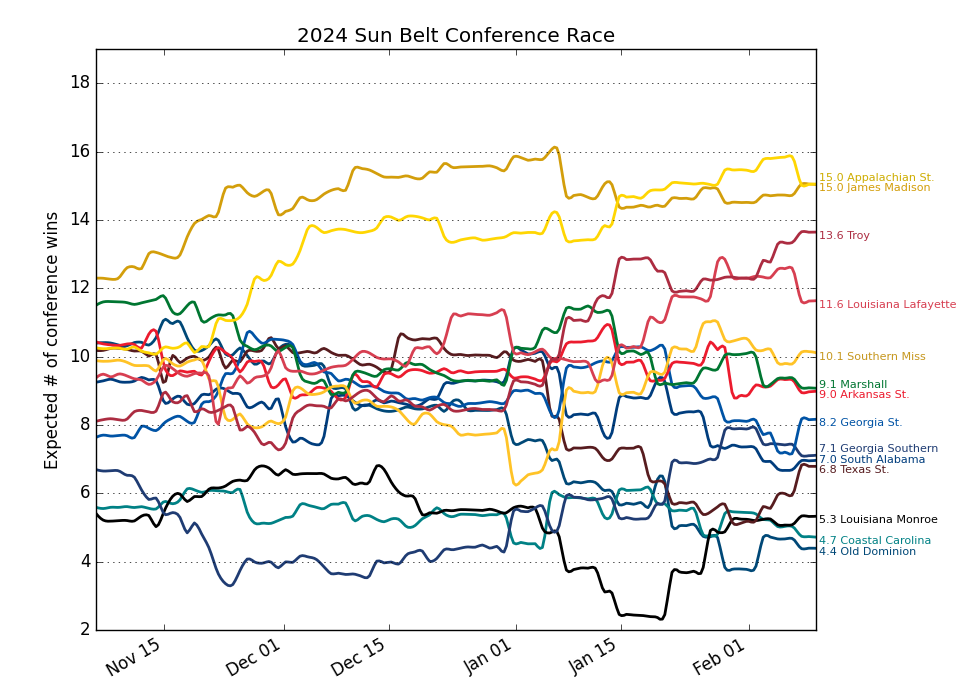 2024 Sun Belt Conference Race
Expected # of conference wins
18
16
14
12
10
8
6
4
2
Nov 15
Dec 01
Dec 15
Jan 01
Jan 15
Feb 01
15.0 Appalachian St.
15.0 James Madison
13.6 Troy
11.6 Louisiana Lafayette
10.1 Southern Miss
9.1 Marshall
9.0 Arkansas St.
8.2 Georgia St.
7.1 Georgia Southern
7.0 South Alabama
6.8 Texas St.
5.3 Louisiana Monroe
4.7 Coastal Carolina
4.4 Old Dominion